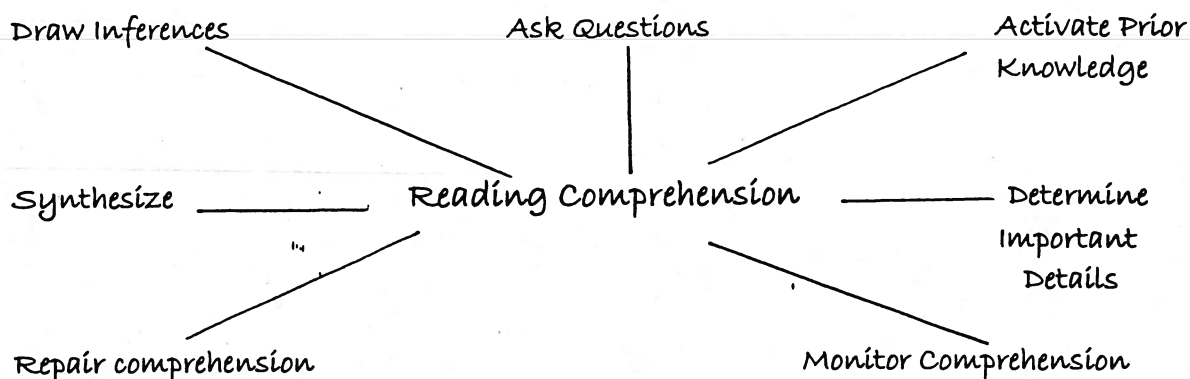 Draw Inferences
Ask Questions
Activate Prior
Knowledge
Synthesize
Reading Comprehension
Determine
Important
Details
Repair comprehension
Monitor Comprehension